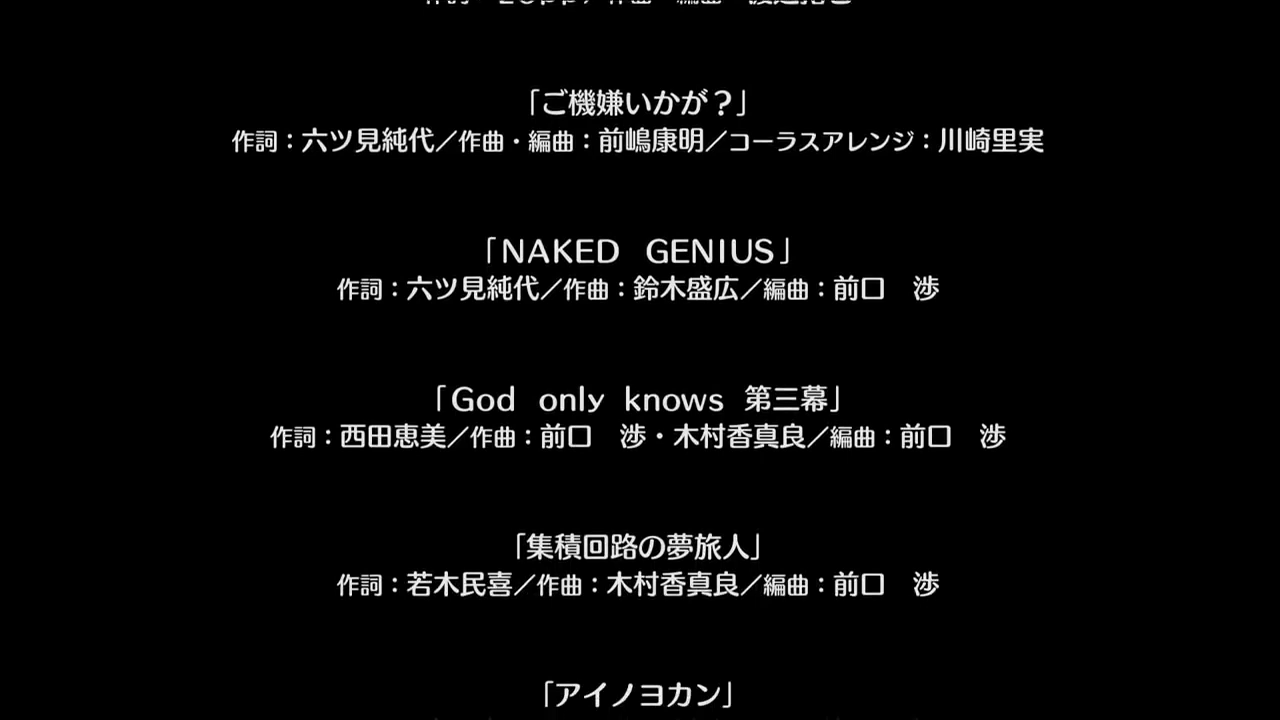 「ご機嫌いかが？」
作詞：六ツ見純代／作曲・編曲：前嶋康明／コーラスアレンジ：川崎里実
「NAKED　GENIUS」
作詞：六ツ見純代／作曲：鈴木盛広／編曲：前口　渉
「God　only　knows　第三幕」
作詞：西田恵美／作曲：前口　渉・木村香真良／編曲：前口　渉
「集積回路の夢旅人」
作詞：若木民喜／作曲：木村香真良／編曲：前口　渉
「アイノヨカン」